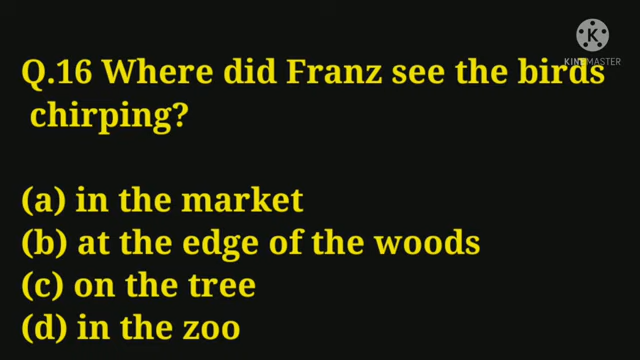 K
KINEMASTER
Q.16 Where did Franz see the birds
chirping?
(a) in the market
(b) at the edge of the woods
(c) on the tree
(d) in the zoo